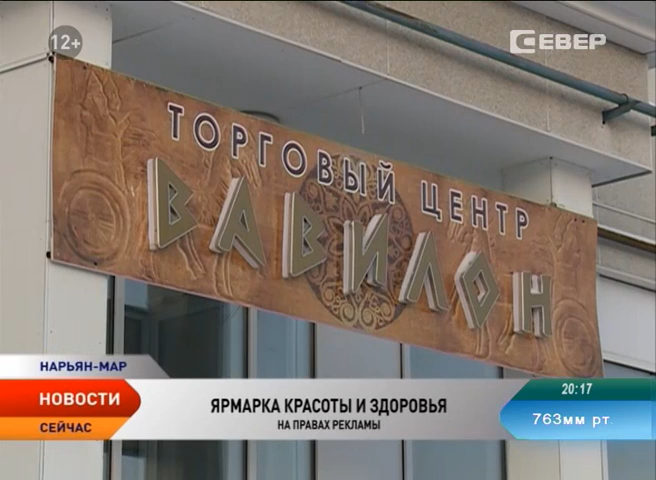 12+
СЕВЕР
ТОРГОВЫЙ ЦЕНТР
ВАВИЛОН
НАРЬЯН-МАР
НОВОСТИ
СЕЙЧАС
ЯРМАРКА КРАСОТЫ И ЗДОРОВЬЯ
НА ПРАВАХ РЕКЛАМЫ
20:17
763мм рт.